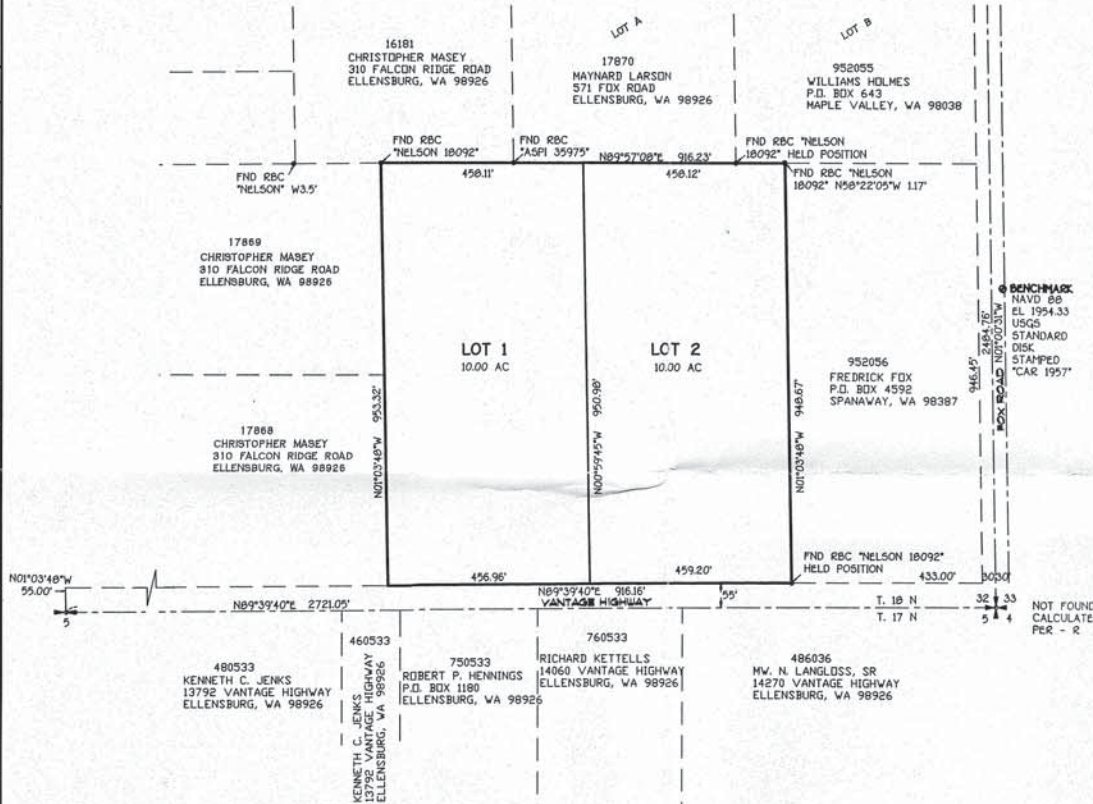 LOT A
LOT B
16181
CHRISTOPHER MASEY
310 FALCON RIDGE ROAD
ELLENSBURG, WA 98926
17870
MAYNARD LARSON
571 FOX ROAD
ELLENSBURG, WA 98926
952055
WILLIAMS HOLMES
P.O. BOX 643
MAPLE VALLEY, WA 98038
FND RBC
"NELSON 18092"
FND RBC
"ASPI 35975"
N89°57'08"E 916.23'
FND RBC "NELSON
18092" HELD POSITION
FND RBC
"NELSON" W3.5'
458.11'
458.12'
FND RBC "NELSON
18092" N58°22'05"W 1.17'
17869
CHRISTOPHER MASEY
310 FALCON RIDGE ROAD
ELLENSBURG, WA 98926
BENCHMARK
NAVD 88
EL 1954.33
USGS
STANDARD
DISK
STAMPED
"CAR 1957"
LOT 1
10.00 AC
LOT 2
10.00 AC
952056
FREDRICK FOX
P.O. BOX 4592
SPANAWAY, WA 98387
946.45'
2484.76'
FOX ROAD N01°00'31"W
17868
CHRISTOPHER MASEY
310 FALCON RIDGE ROAD
ELLENSBURG, WA 98926
N01°03'48"W 953.32'
N00°59'45"W 950.98'
N01°03'48"W 948.67'
FND RBC "NELSON 18092"
HELD POSITION
N01°03'48"W
55.00'
456.96'
459.20'
433.00'
30' 30'
N89°39'40"E 916.16'
VANTAGE HIGHWAY
55'
N89°39'40"E 2721.05'
T. 18 N
32 33
T. 17 N
5 4
5
NOT FOUND
CALCULATE
PER - R
480533
KENNETH C. JENKS
13792 VANTAGE HIGHWAY
ELLENSBURG, WA 98926
460533
KENNETH C. JENKS
13792 VANTAGE HIGHWAY
ELLENSBURG, WA 98926
750533
ROBERT P. HENNINGS
P.O. BOX 1180
ELLENSBURG, WA 98926
760533
RICHARD KETTELLS
14060 VANTAGE HIGHWAY
ELLENSBURG, WA 98926
486036
MW. N. LANGLOSS, SR
14270 VANTAGE HIGHWAY
ELLENSBURG, WA 98926